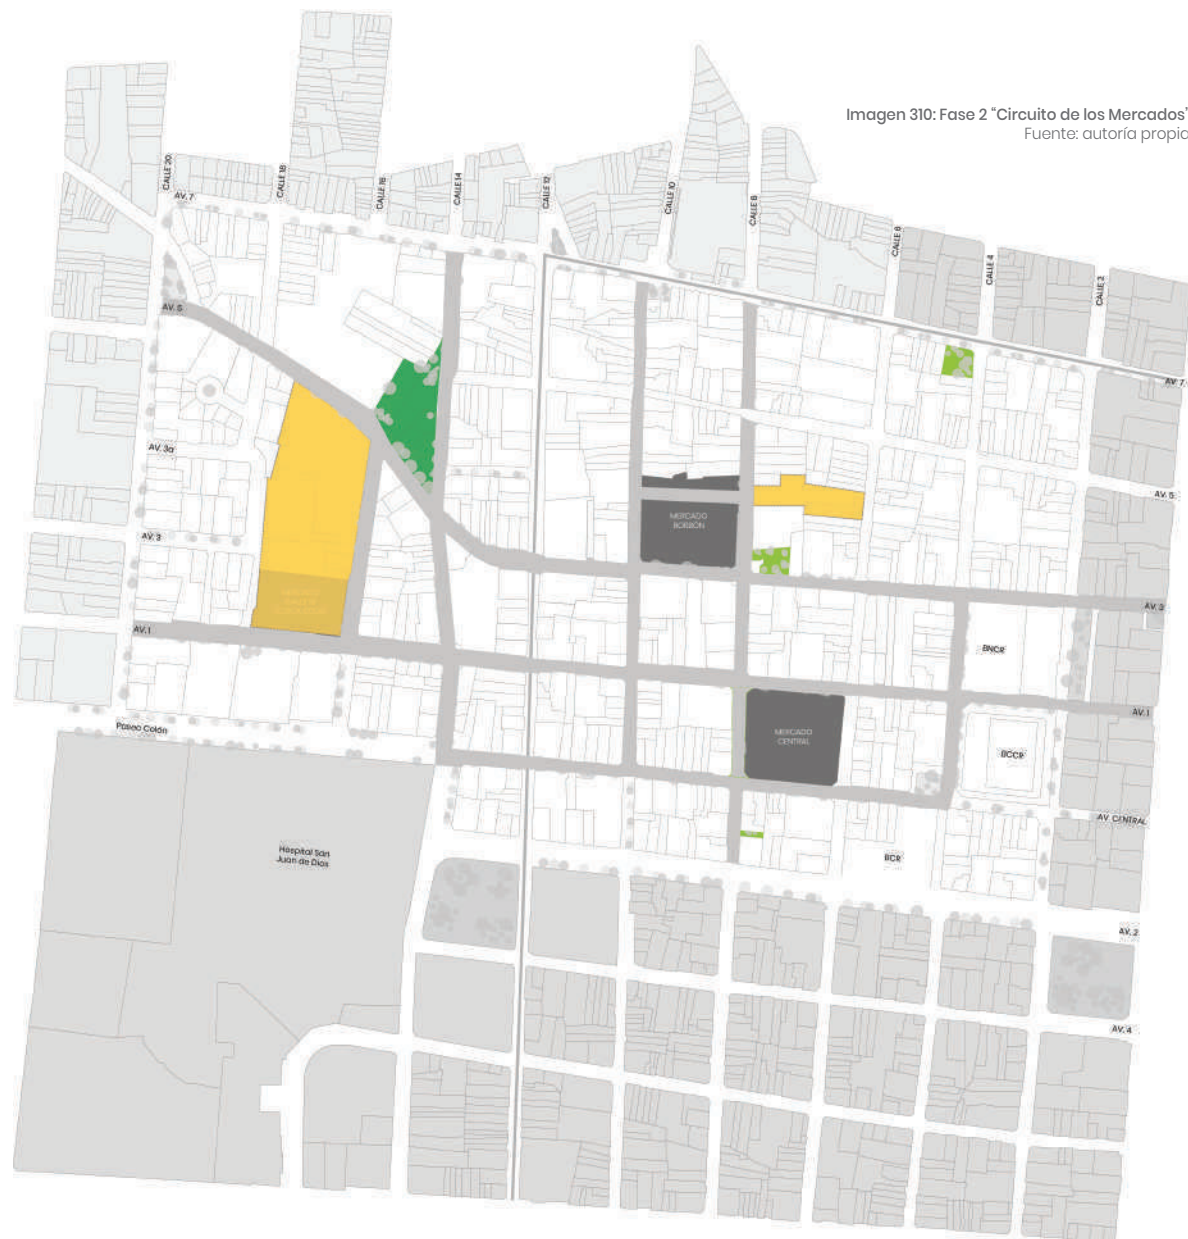 Imagen 310: Fase 2 "Circuito de los Mercados"
Fuente: autoría propia
CALLE 20
CALLE 18
CALLE 16
CALLE 14
CALLE 12
CALLE 10
CALLE 8
CALLE 6
CALLE 4
CALLE 2
AV. 7
AV. 5
AV. 7
AV. 3a
AV. 5
MERCADO
BORBÓN
AV. 3
AV. 3
AV.1
BNCR
AV.1
Paseo Colón
MERCADO
CENTRAL
BCCR
AV. CENTRAL
Hospital San
Juan de Dios
BCR
AV. 2
AV. 4